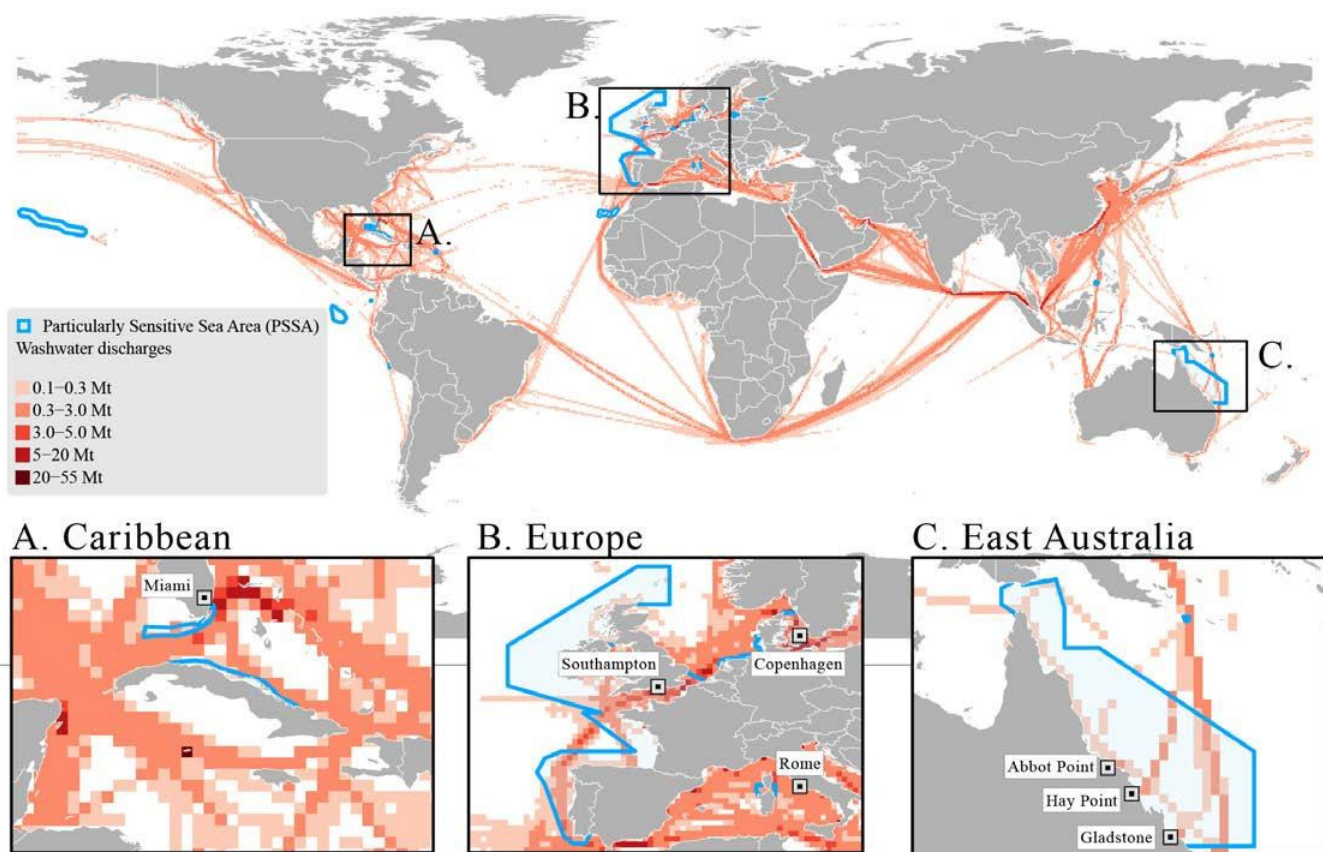 B.
A.
C.
Particularly Sensitive Sea Area (PSSA)
Washwater discharges
0.1−0.3 Mt
0.3−3.0 Mt
3.0−5.0 Mt
5−20 Mt
20−55 Mt
A. Caribbean
Miami
B. Europe
Southampton
Copenhagen
Rome
C. East Australia
Abbot Point
Hay Point
Gladstone